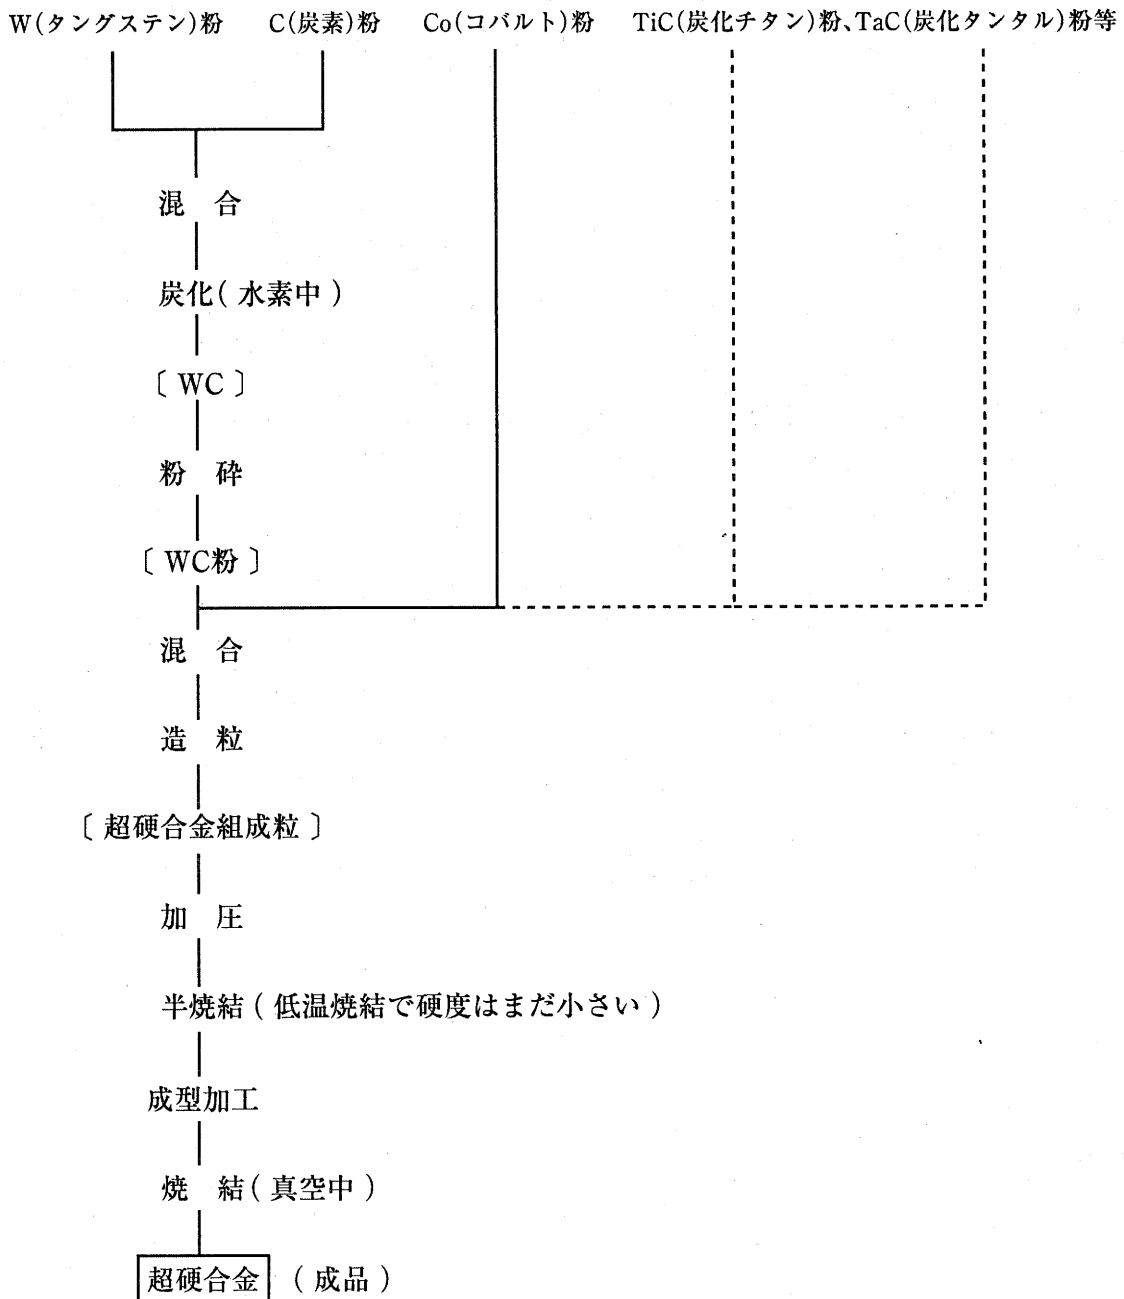 W(タングステン)粉 C(炭素)粉 Co(コバルト)粉 TiC(炭化チタン)粉、TaC(炭化タンタル)粉等
混 合
炭化(水素中)
〔 WC 〕
粉 砕
〔 WC粉 〕
混 合
造 粒
〔 超硬合金組成粒 〕
加 圧
半焼結(低温焼結で硬度はまだ小さい)
成型加工
焼 結(真空中)
超硬合金 (成品)